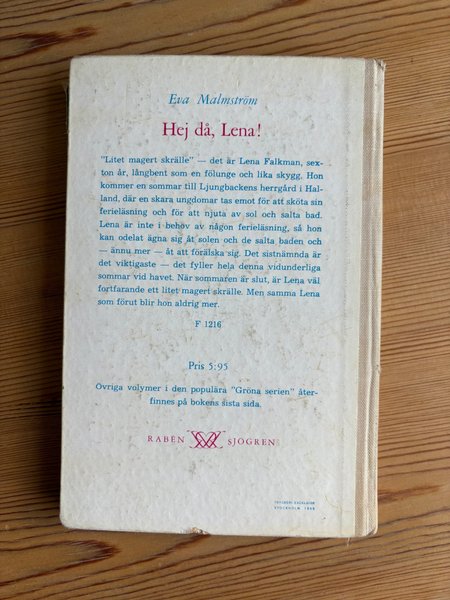 Eva Malmström
Hej då, Lena!
"Litet magert skrälle" — det är Lena Falkman, sex-
ton år, långbent som en fölunge och lika skygg. Hon
kommer en sommar till Ljungbackens herrgård i Hal-
land, där en skara ungdomar tas emot för att sköta sin
ferieläsning och för att njuta av sol och salta bad.
Lena är inte i behov av någon ferieläsning, så hon
kan odelat ägna sig åt solen och de salta baden och
— ännu mer — åt att förälska sig. Det sistnämnda är
det viktigaste — det fyller hela denna vidunderliga
sommar vid havet. När sommaren är slut, är Lena väl
fortfarande ett litet magert skrälle. Men samma Lena
som förut blir hon aldrig mer.
F 1216
Pris 5:95
Övriga volymer i den populära "Gröna serien" åter-
finnes på bokens sista sida.
RABÉN SJÖGREN
STOCKHOLM